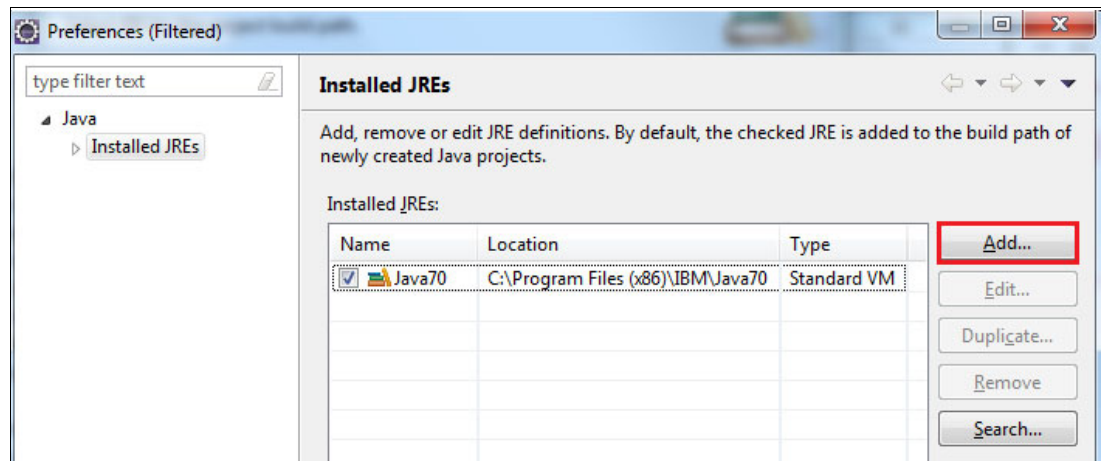 Preferences (Filtered)
type filter text
Java
Installed JREs
Installed JREs
Add, remove or edit JRE definitions. By default, the checked JRE is added to the build path of
newly created Java projects.
Installed JREs:
Name Location Type
Java70 C:\Program Files (x86)\IBM\Java70 Standard VM
Add...
Edit...
Duplicate...
Remove
Search...